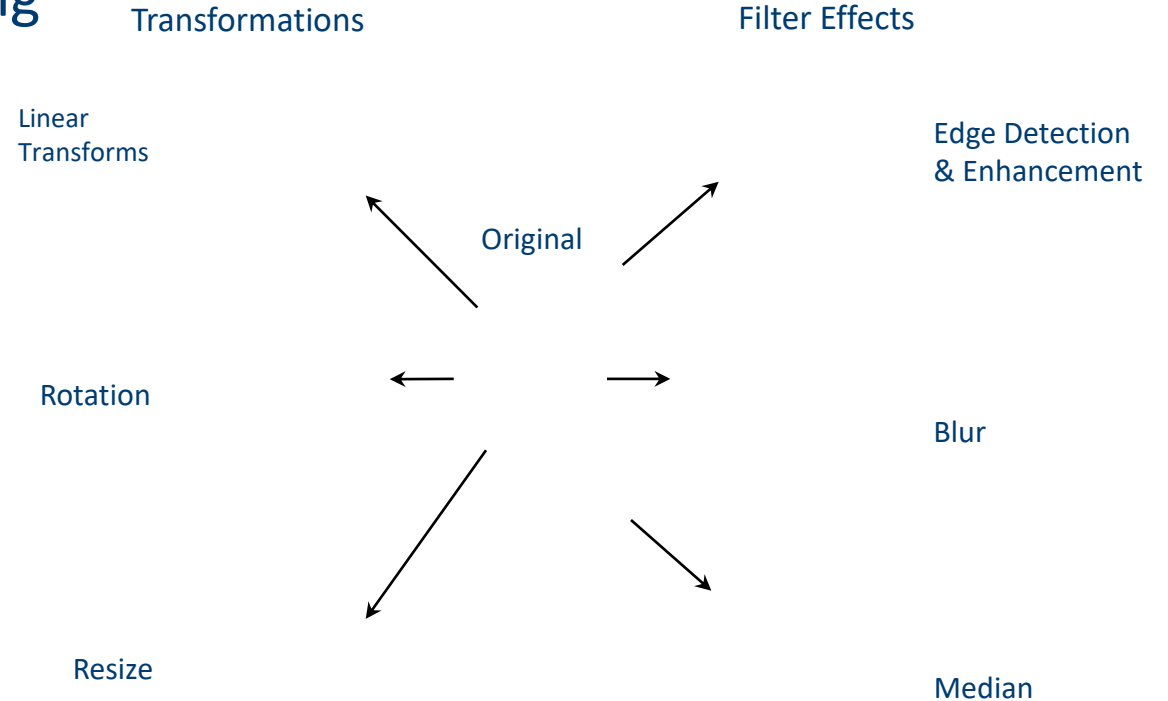 Transformations
Filter Effects
Linear
Transforms
Edge Detection
& Enhancement
Original
Rotation
Blur
Resize
Median